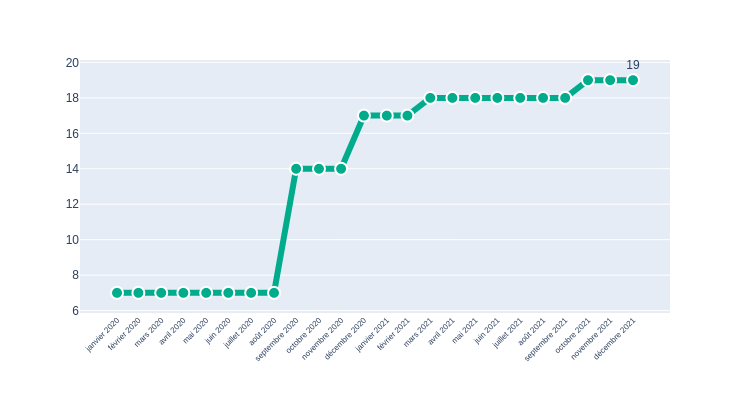 20
19
18
16
14
12
10
8
6
janvier 2020
février 2020
mars 2020
avril 2020
mai 2020
juin 2020
juillet 2020
août 2020
septembre 2020
octobre 2020
novembre 2020
décembre 2020
janvier 2021
février 2021
mars 2021
avril 2021
mai 2021
juin 2021
juillet 2021
août 2021
septembre 2021
octobre 2021
novembre 2021
décembre 2021